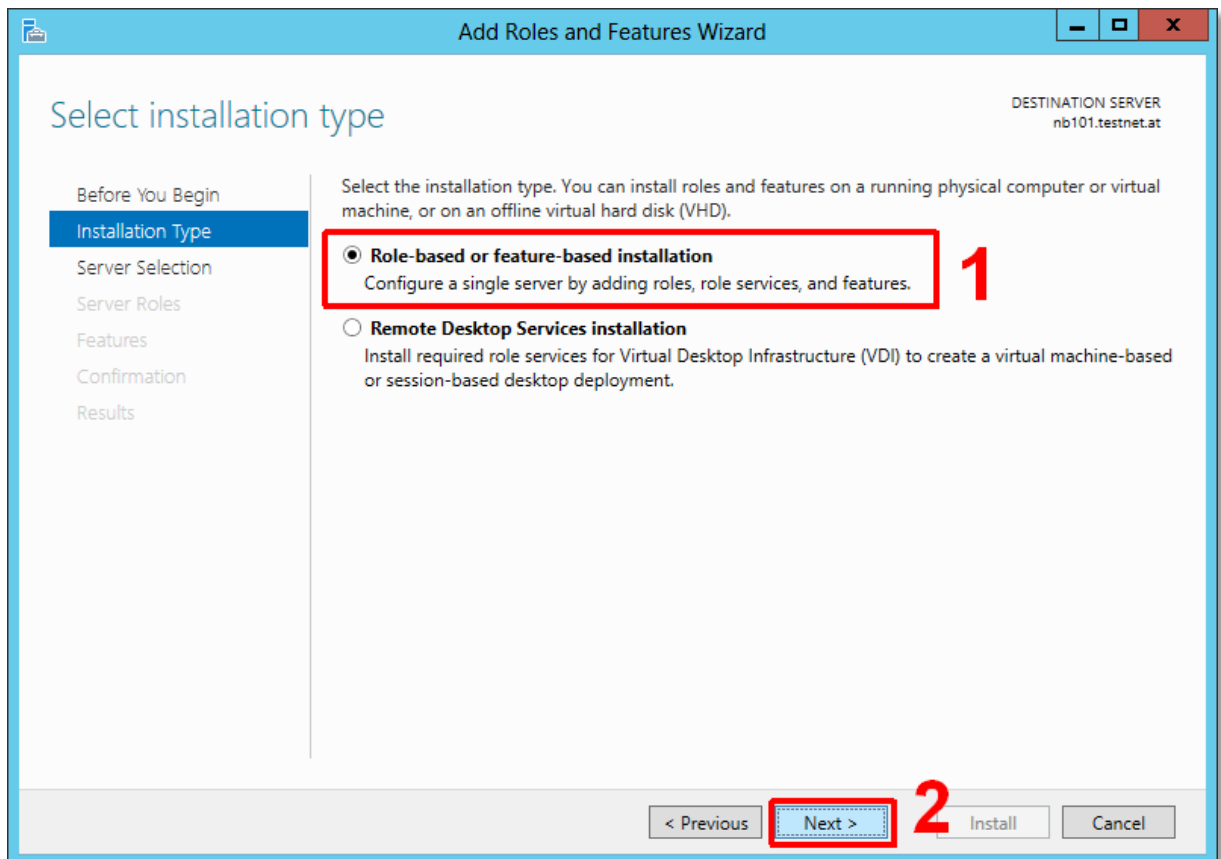 Add Roles and Features Wizard
Select installation type
DESTINATION SERVER
nb101.testnet.at
Before You Begin
Installation Type
Server Selection
Server Roles
Features
Confirmation
Results
Select the installation type. You can install roles and features on a running physical computer or virtual
machine, or on an offline virtual hard disk (VHD).
Role-based or feature-based installation
Configure a single server by adding roles, role services, and features.
1
Remote Desktop Services installation
Install required role services for Virtual Desktop Infrastructure (VDI) to create a virtual machine-based
or session-based desktop deployment.
< Previous
Next >
2
Install
Cancel